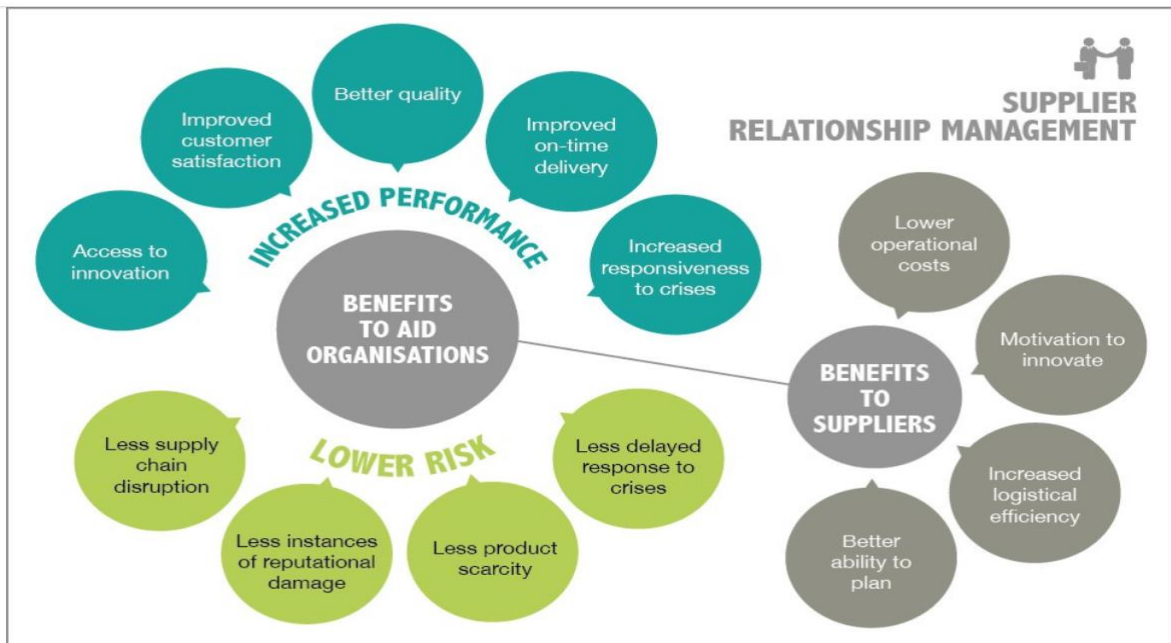 SUPPLIER
RELATIONSHIP MANAGEMENT
Access to
innovation
Improved
customer
satisfaction
Better quality
Improved
on-time
delivery
Increased
responsiveness
to crises
INCREASED PERFORMANCE
BENEFITS
TO AID
ORGANISATIONS
LOWER RISK
Less supply
chain
disruption
Less instances
of reputational
damage
Less product
scarcity
Less delayed
response to
crises
BENEFITS
TO
SUPPLIERS
Lower
operational
costs
Motivation to
innovate
Increased
logistical
efficiency
Better
ability to
plan